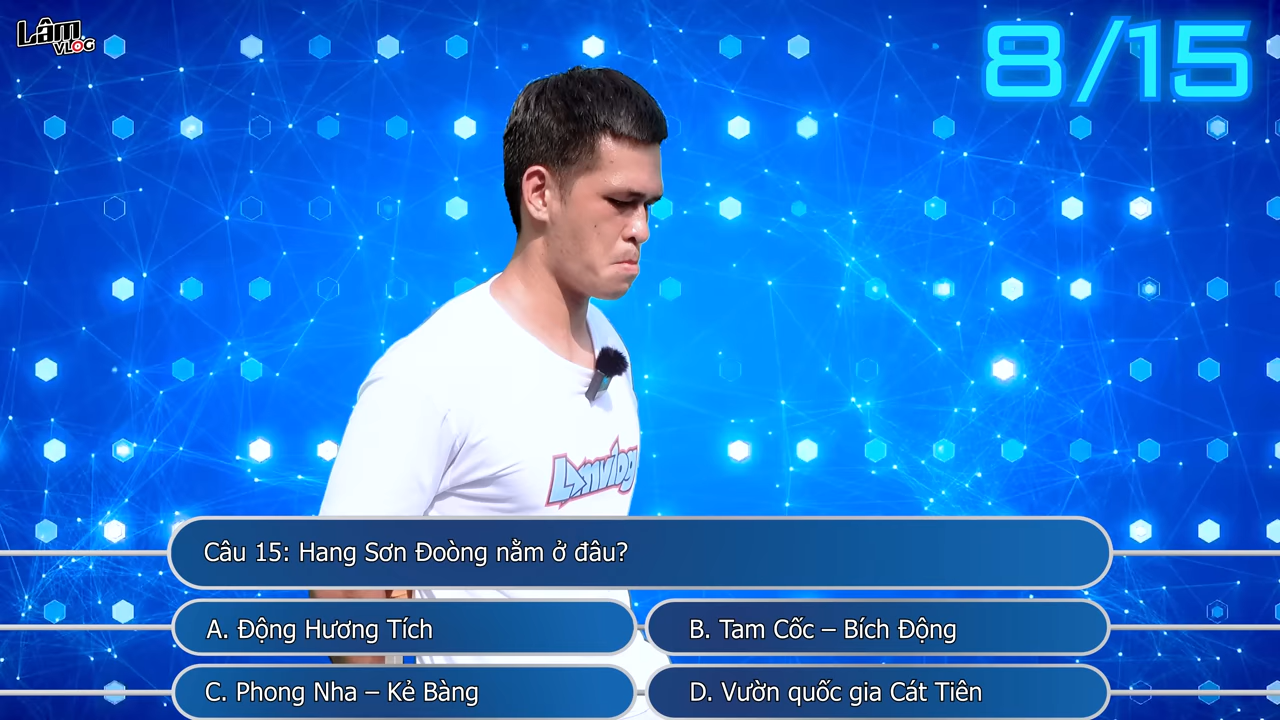 Lâm
VLOG
8/15
Lamvlog
Câu 15: Hang Sơn Đoòng nằm ở đâu?
A. Động Hương Tích
B. Tam Cốc – Bích Động
C. Phong Nha – Kẻ Bàng
D. Vườn quốc gia Cát Tiên